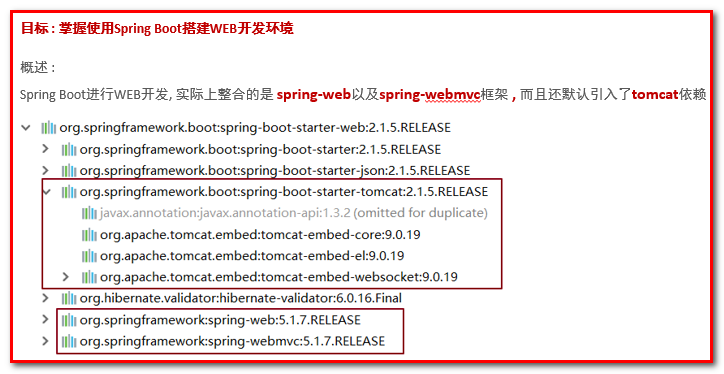 目标 : 掌握使用Spring Boot搭建WEB开发环境
概述 :
Spring Boot进行WEB开发, 实际上整合的是 spring-web以及spring-webmvc框架 , 而且还默认引入了tomcat依赖
org.springframework.boot:spring-boot-starter-web:2.1.5.RELEASE
org.springframework.boot:spring-boot-starter:2.1.5.RELEASE
org.springframework.boot:spring-boot-starter-json:2.1.5.RELEASE
org.springframework.boot:spring-boot-starter-tomcat:2.1.5.RELEASE
javax.annotation:javax.annotation-api:1.3.2 (omitted for duplicate)
org.apache.tomcat.embed:tomcat-embed-core:9.0.19
org.apache.tomcat.embed:tomcat-embed-el:9.0.19
org.apache.tomcat.embed:tomcat-embed-websocket:9.0.19
org.hibernate.validator:hibernate-validator:6.0.16.Final
org.springframework:spring-web:5.1.7.RELEASE
org.springframework:spring-webmvc:5.1.7.RELEASE